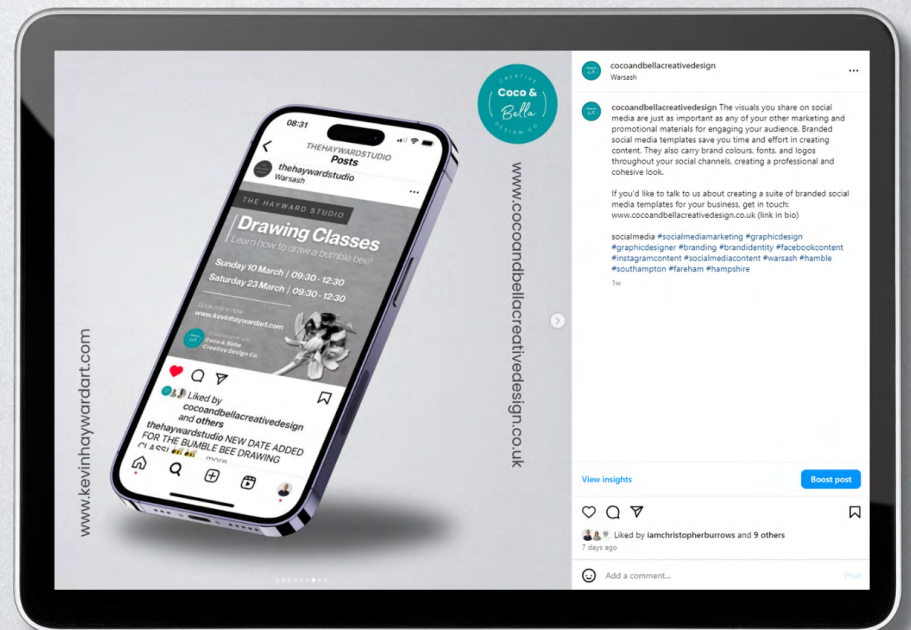 www.kevinhaywardart.com
08:31
THEHAYWARDSTUDIO
Posts
thehaywardstudio
Warsash
THE HAYWARD STUDIO
Drawing Classes
Learn how to draw a bumble bee!
Sunday 10 March | 09:30 - 12:30
Saturday 23 March | 09:30 - 12:30
Book online now:
www.kevinhaywardart.com
Coco & Bella
Creative Design Co.
Liked by
cocoandbellacreativedesign
and others
thehaywardstudio NEW DATE ADDED
FOR THE BUMBLE BEE DRAWING
CLASS! more
CREATIVE
Coco &
Bella
DESIGN CO.
www.cocoandbellacreativedesign.co.uk
cocoandbellacreativedesign
Warsash
cocoandbellacreativedesign The visuals you share on social
media are just as important as any of your other marketing and
promotional materials for engaging your audience. Branded
social media templates save you time and effort in creating
content. They also carry brand colours, fonts, and logos
throughout your social channels, creating a professional and
cohesive look.
If you'd like to talk to us about creating a suite of branded social
media templates for your business, get in touch:
www.cocoandbellacreativedesign.co.uk (link in bio)
socialmedia #socialmediamarketing #graphicdesign
#graphicdesigner #branding #brandidentity #facebookcontent
#instagramcontent #socialmediacontent #warsash #hamble
#southampton #fareham #hampshire
1w
View insights
Boost post
Liked by iamchristopherburrows and 9 others
7 days ago
Add a comment...
Post